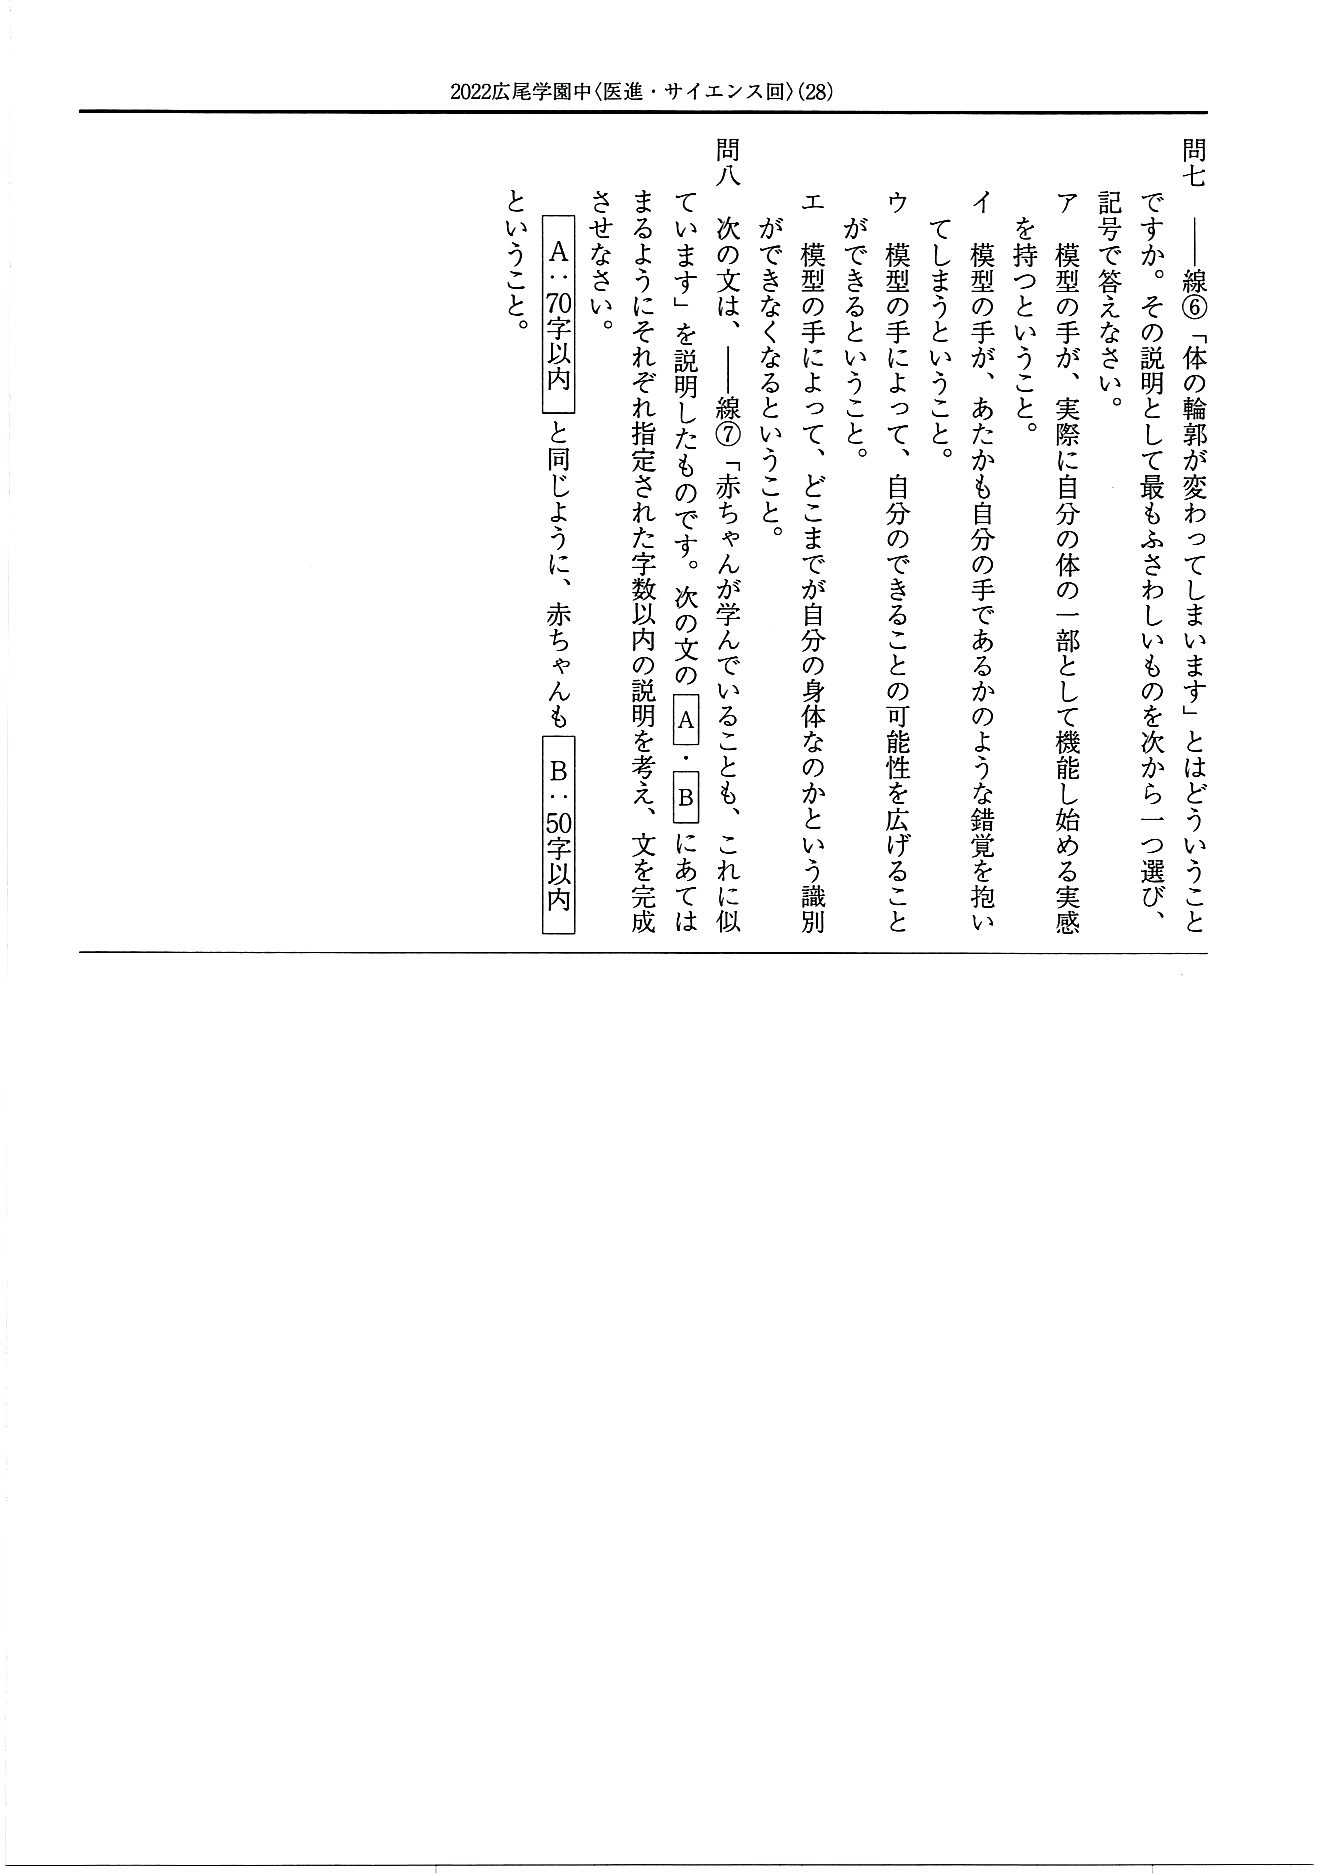 2022広尾学園中〈医進・サイエンス回〉(28)
問七　――線⑥「体の輪郭が変わってしまいます」とはどういうこと
ですか。その説明として最もふさわしいものを次から一つ選び、
記号で答えなさい。
ア　模型の手が、実際に自分の体の一部として機能し始める実感
を持つということ。
イ　模型の手が、あたかも自分の手であるかのような錯覚を抱い
てしまうということ。
ウ　模型の手によって、自分のできることの可能性を広げること
ができるということ。
エ　模型の手によって、どこまでが自分の身体なのかという識別
ができなくなるということ。
問八　次の文は、――線⑦「赤ちゃんが学んでいることも、これに似
ています」を説明したものです。次の文の A ・ B にあては
まるようにそれぞれ指定された字数以内の説明を考え、文を完成
させなさい。
A：70字以内 と同じように、赤ちゃんも B：50字以内
ということ。